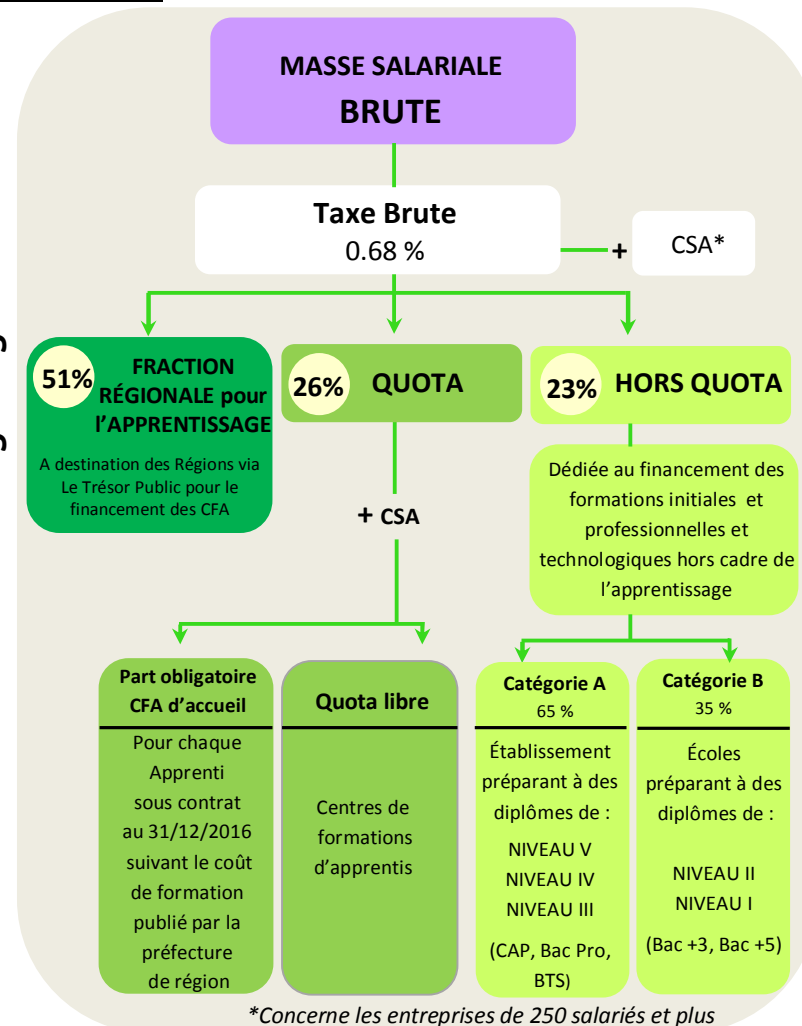 MASSE SALARIALE
BRUTE
Taxe Brute
0.68 %
+
CSA*
51%
FRACTION
RÉGIONALE pour
l’APPRENTISSAGE
A destination des Régions via
Le Trésor Public pour le
financement des CFA
26%
QUOTA
23%
HORS QUOTA
Dédiée au financement des
formations initiales et
professionnelles et
technologiques hors cadre de
l’apprentissage
+ CSA
Part obligatoire
CFA d’accueil
Pour chaque
Apprenti
sous contrat
au 31/12/2016
suivant le coût
de formation
publié par la
préfecture
de région
Quota libre
Centres de
formations
d’apprentis
Catégorie A
65 %
Établissement
préparant à des
diplômes de :
NIVEAU V
NIVEAU IV
NIVEAU III
(CAP, Bac Pro,
BTS)
Catégorie B
35 %
Écoles
préparant à des
diplômes de :
NIVEAU II
NIVEAU I
(Bac +3, Bac +5)
*Concerne les entreprises de 250 salariés et plus